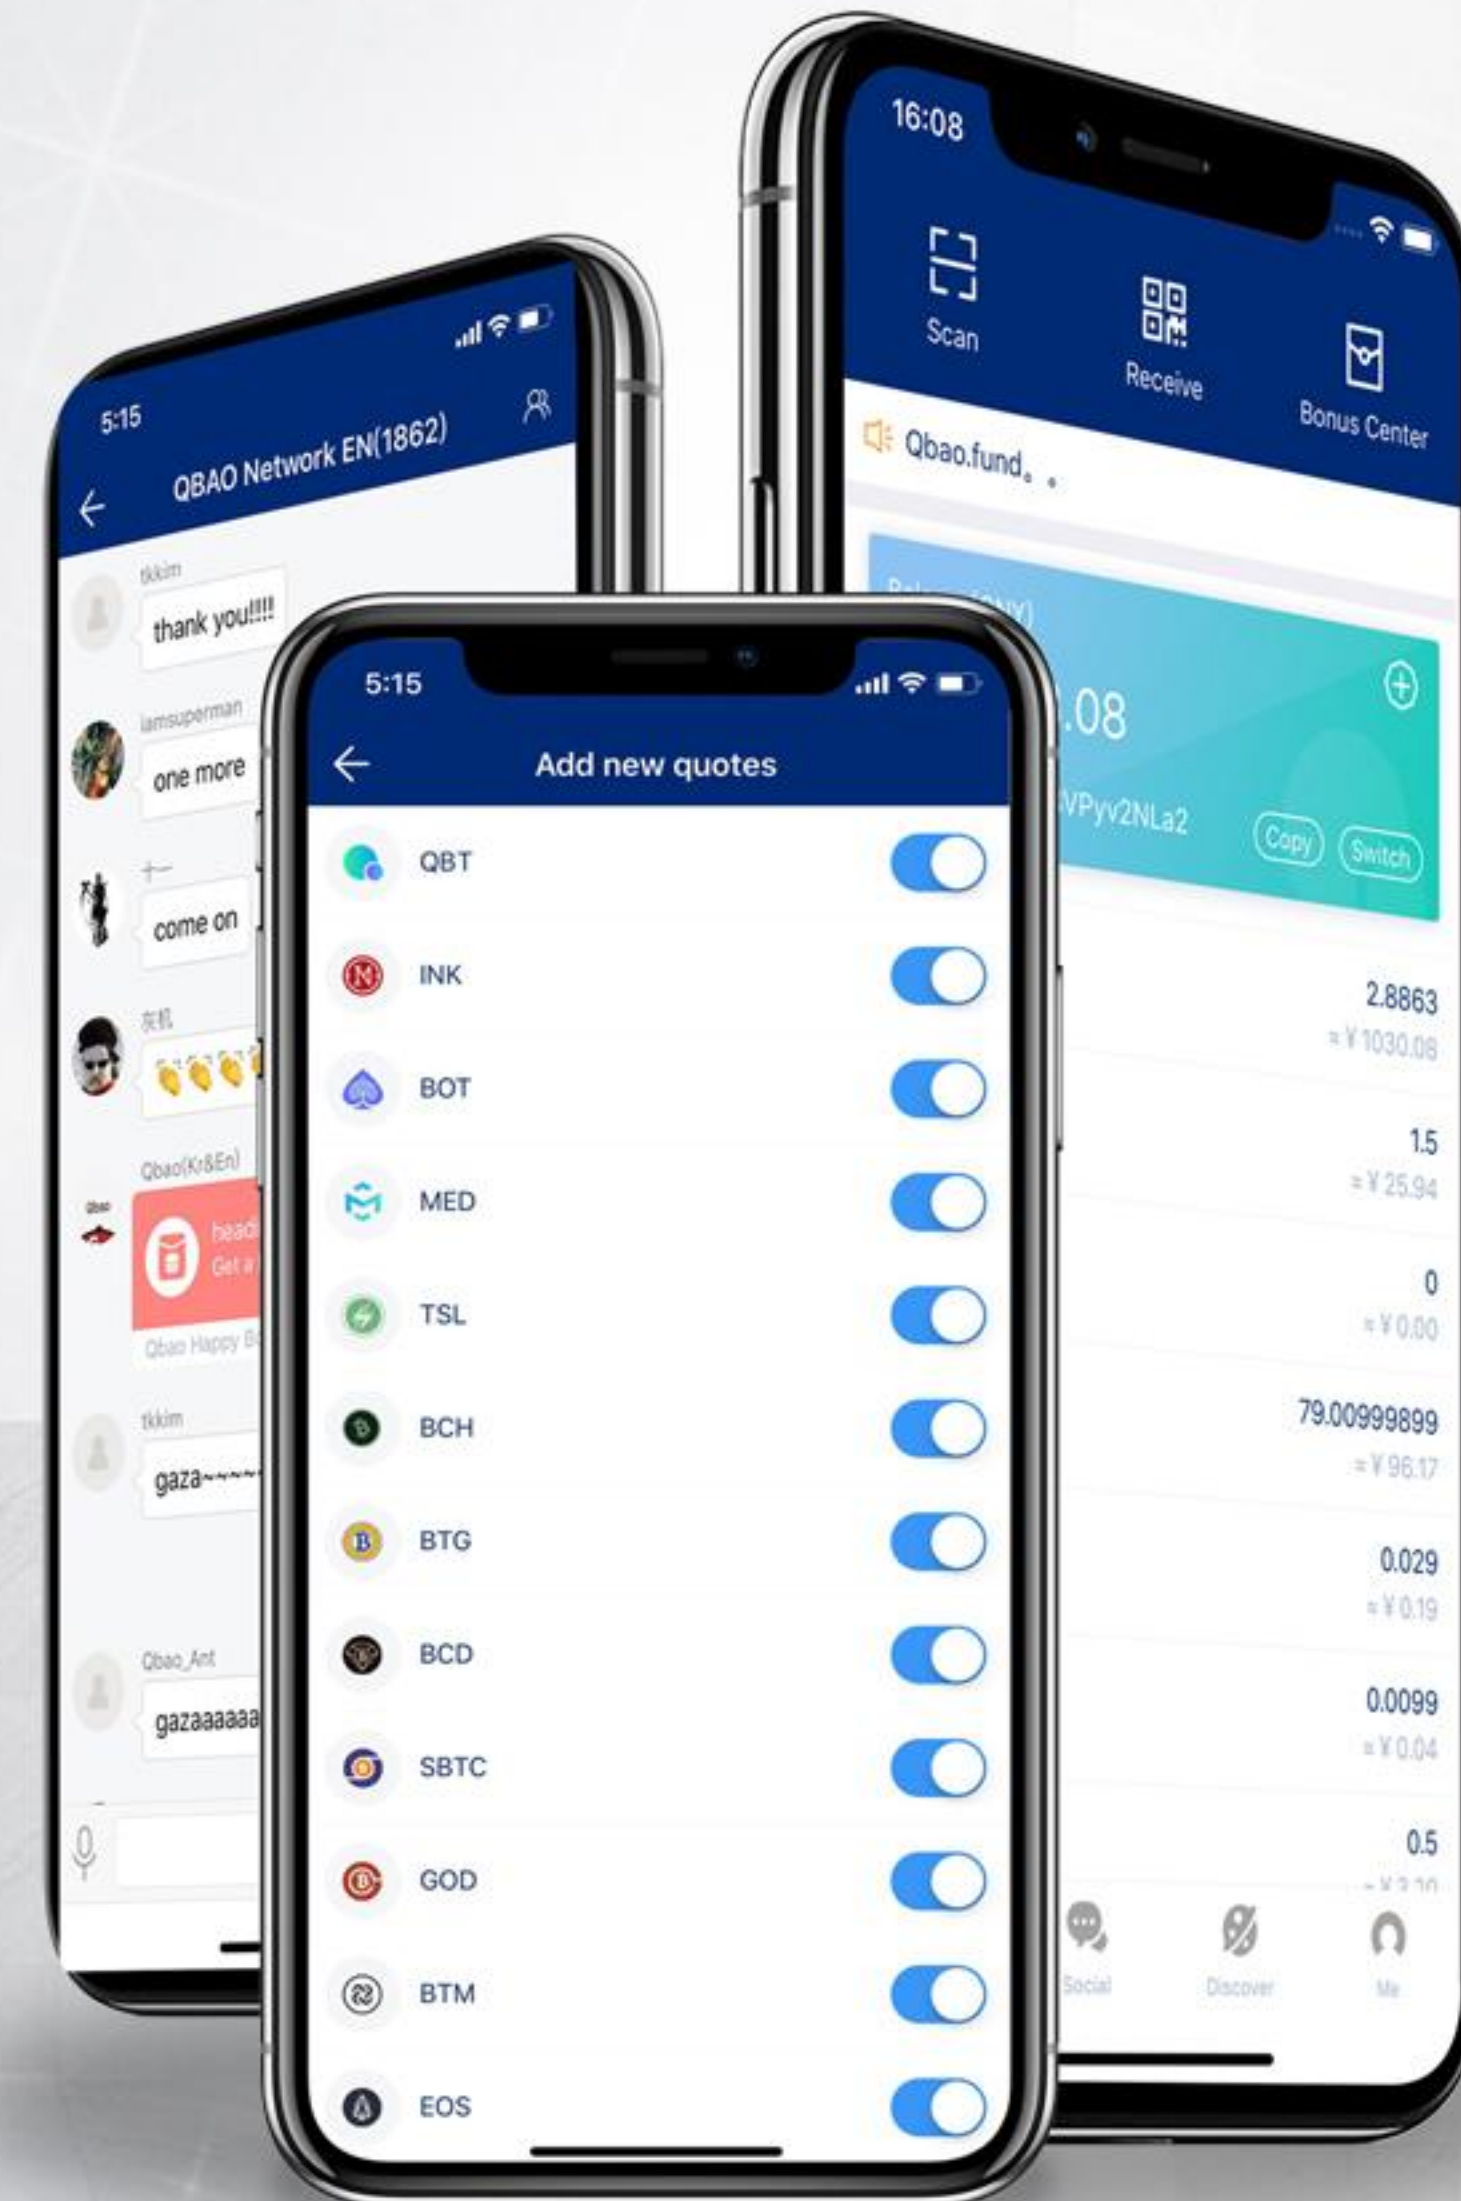 5:15
QBAO Network EN(1862)
tkkim
thank you!!!!
iamsuperman
one more
十一
come on
灰机
Qbao(Kr&En)
Qbao
Get a
Qbao Happy
tkkim
gaza~~~~
Qbao_Ant
gazaaaaaa
5:15
Add new quotes
QBT
INK
BOT
MED
TSL
BCH
BTG
BCD
SBTC
GOD
BTM
EOS
16:08
Scan
Receive
Bonus Center
Qbao.fund。。
.08
VPyv2NLa2
Copy
Switch
2.8863
≈ ¥ 1030.08
1.5
≈ ¥ 25.94
0
≈ ¥ 0.00
79.00999899
≈ ¥ 96.17
0.029
≈ ¥ 0.19
0.0099
≈ ¥ 0.04
0.5
Social
Discover
Me